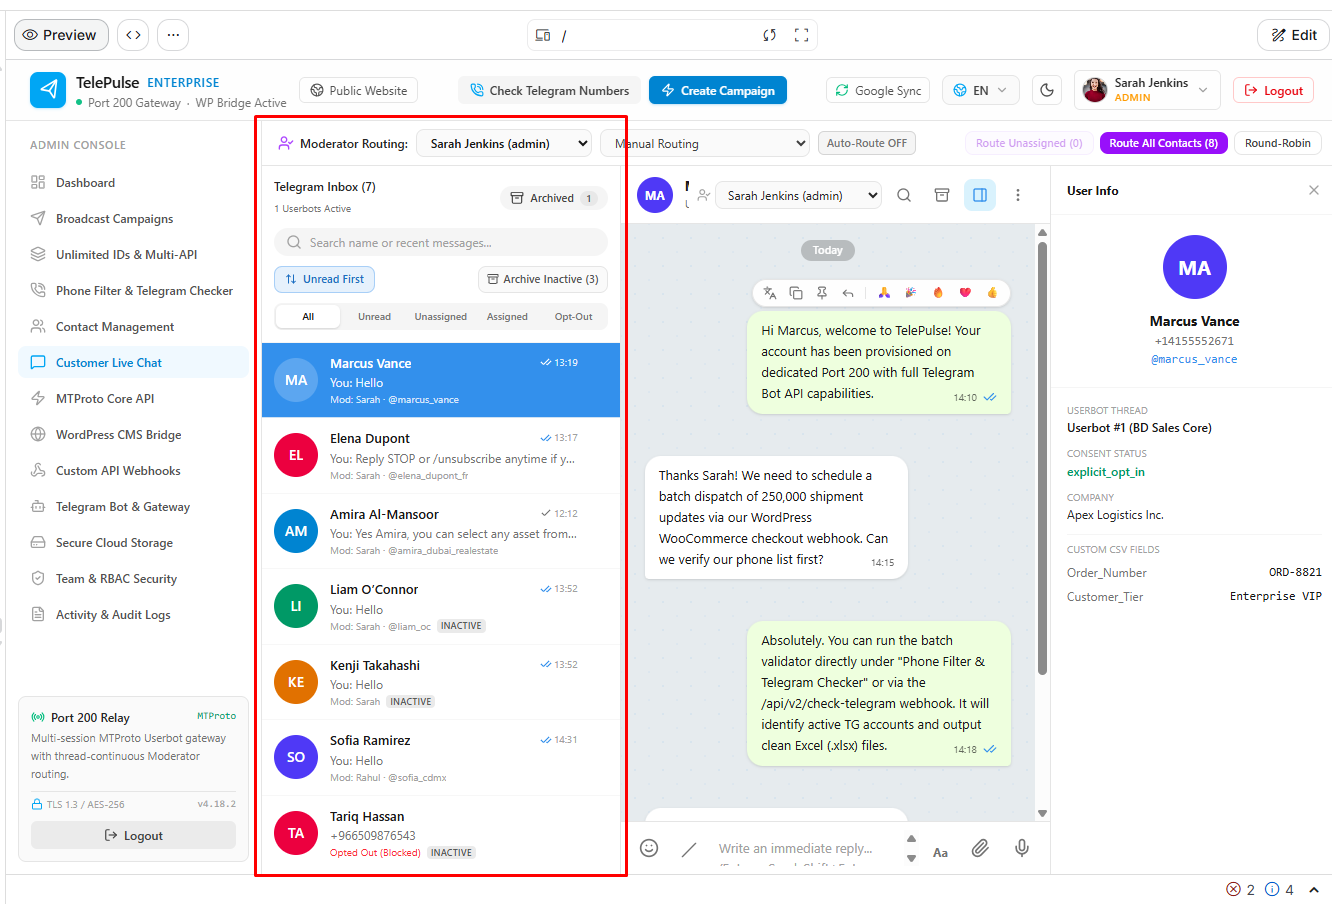 Preview
/
Edit
TelePulse ENTERPRISE
Port 200 Gateway · WP Bridge Active
Public Website
Check Telegram Numbers
Create Campaign
Google Sync
EN
Sarah Jenkins
ADMIN
Logout
ADMIN CONSOLE
Dashboard
Broadcast Campaigns
Unlimited IDs & Multi-API
Phone Filter & Telegram Checker
Contact Management
Customer Live Chat
MTProto Core API
WordPress CMS Bridge
Custom API Webhooks
Telegram Bot & Gateway
Secure Cloud Storage
Team & RBAC Security
Activity & Audit Logs
Port 200 Relay MTProto
Multi-session MTProto Userbot gateway
with thread-continuous Moderator
routing.
TLS 1.3 / AES-256 v4.18.2
Logout
Moderator Routing: Sarah Jenkins (admin) Manual Routing Auto-Route OFF Route Unassigned (0) Route All Contacts (8) Round-Robin
Telegram Inbox (7)
1 Userbots Active
Archived 1
Search name or recent messages...
Unread First Archive Inactive (3)
All Unread Unassigned Assigned Opt-Out
MA
Marcus Vance 13:19
You: Hello
Mod: Sarah · @marcus_vance
EL
Elena Dupont 13:17
You: Reply STOP or /unsubscribe anytime if y...
Mod: Sarah · @elena_dupont_fr
AM
Amira Al-Mansoor 12:12
You: Yes Amira, you can select any asset from...
Mod: Sarah · @amira_dubai_realestate
LI
Liam O’Connor 13:52
You: Hello
Mod: Sarah · @liam_oc INACTIVE
KE
Kenji Takahashi 13:52
You: Hello
Mod: Sarah INACTIVE
SO
Sofia Ramirez 14:31
You: Hello
Mod: Rahul · @sofia_cdmx
TA
Tariq Hassan
+966509876543
Opted Out (Blocked) INACTIVE
MA
Sarah Jenkins (admin)
Today
Hi Marcus, welcome to TelePulse! Your
account has been provisioned on
dedicated Port 200 with full Telegram
Bot API capabilities.
14:10
Thanks Sarah! We need to schedule a
batch dispatch of 250,000 shipment
updates via our WordPress
WooCommerce checkout webhook. Can
we verify our phone list first?
14:15
Absolutely. You can run the batch
validator directly under "Phone Filter &
Telegram Checker" or via the
/api/v2/check-telegram webhook. It will
identify active TG accounts and output
clean Excel (.xlsx) files.
14:18
Write an immediate reply...
Aa
User Info
MA
Marcus Vance
+14155552671
@marcus_vance
USERBOT THREAD
Userbot #1 (BD Sales Core)
CONSENT STATUS
explicit_opt_in
COMPANY
Apex Logistics Inc.
CUSTOM CSV FIELDS
Order_Number ORD-8821
Customer_Tier Enterprise VIP
2 4